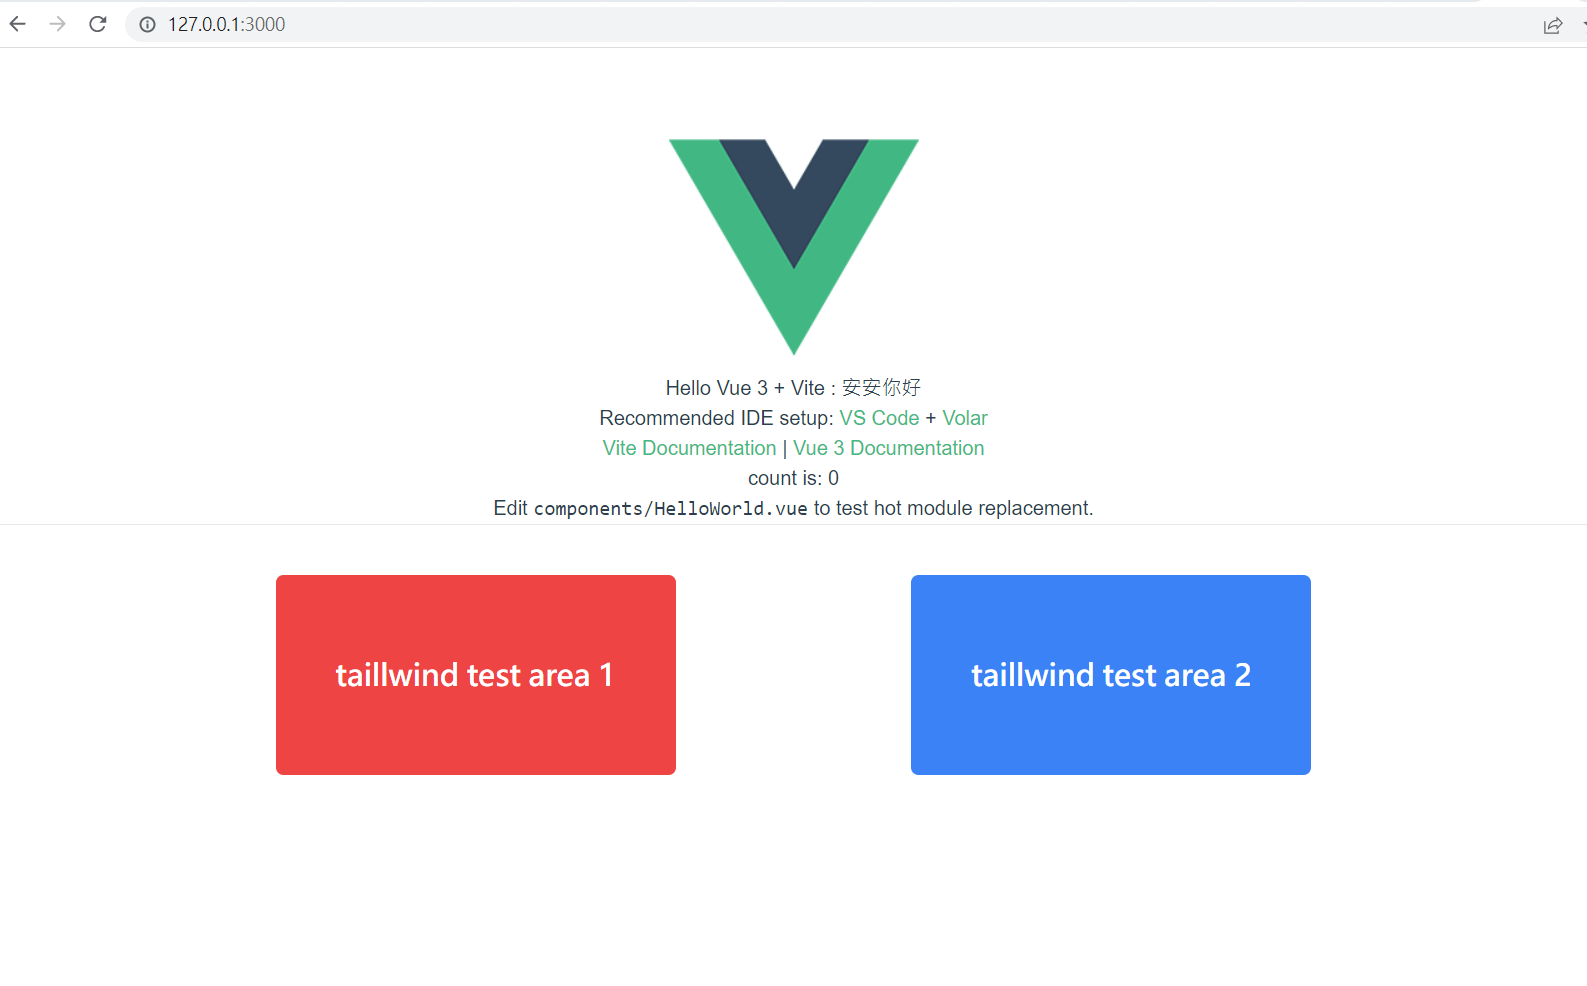 127.0.0.1:3000
Hello Vue 3 + Vite : 安安你好
Recommended IDE setup: VS Code + Volar
Vite Documentation | Vue 3 Documentation
count is: 0
Edit components/HelloWorld.vue to test hot module replacement.
taillwind test area 1
taillwind test area 2